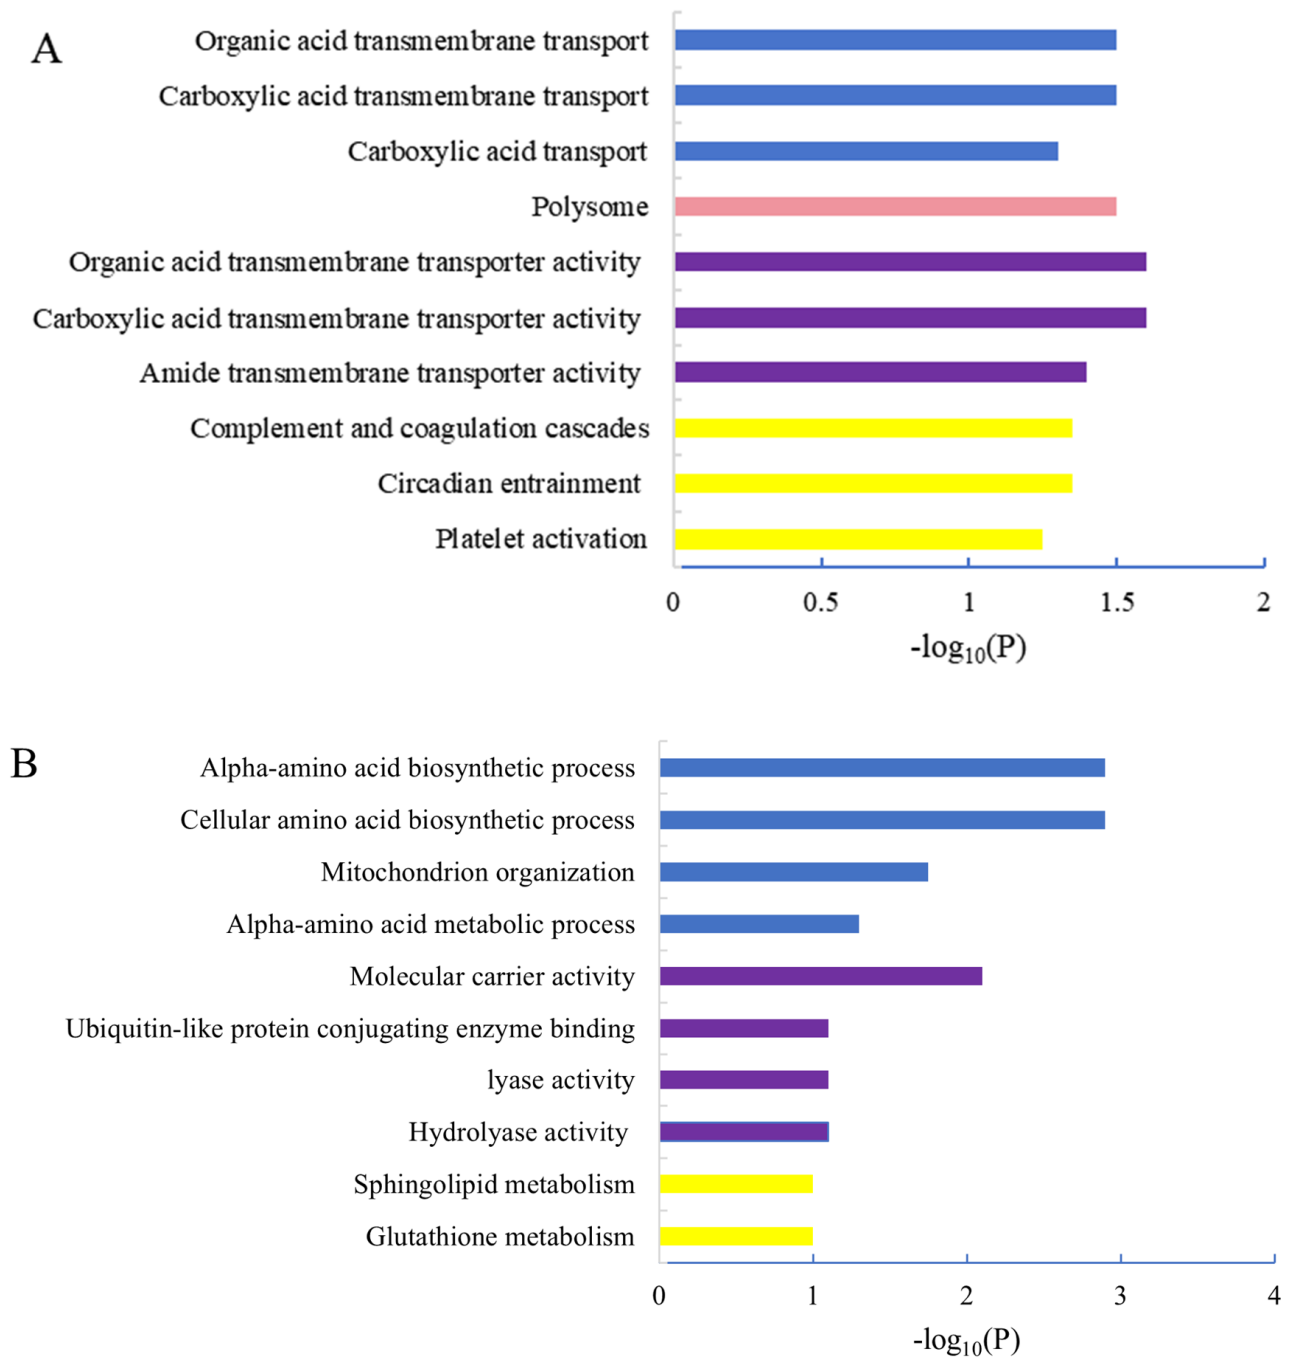 A
Organic acid transmembrane transport
Carboxylic acid transmembrane transport
Carboxylic acid transport
Polysome
Organic acid transmembrane transporter activity
Carboxylic acid transmembrane transporter activity
Amide transmembrane transporter activity
Complement and coagulation cascades
Circadian entrainment
Platelet activation
0 0.5 1 1.5 2
-log₁₀(P)
B
Alpha-amino acid biosynthetic process
Cellular amino acid biosynthetic process
Mitochondrion organization
Alpha-amino acid metabolic process
Molecular carrier activity
Ubiquitin-like protein conjugating enzyme binding
lyase activity
Hydrolyase activity
Sphingolipid metabolism
Glutathione metabolism
0 1 2 3 4
-log₁₀(P)